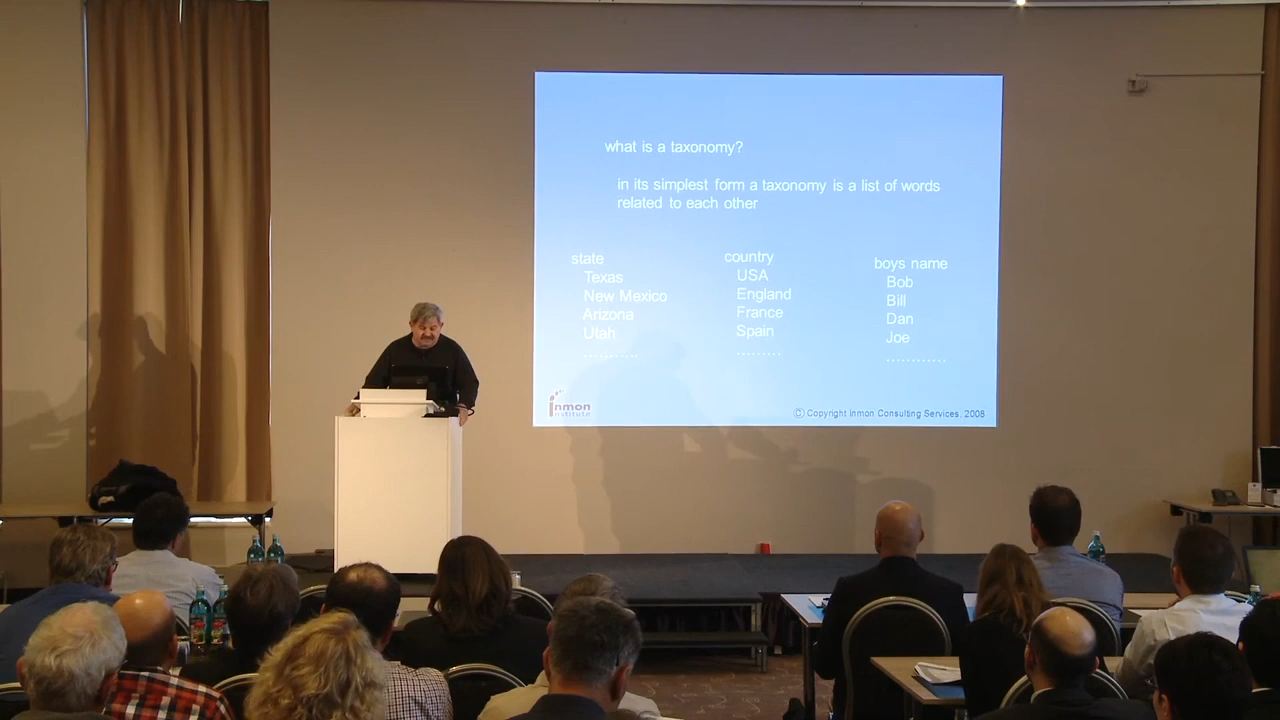 what is a taxonomy?
in its simplest form a taxonomy is a list of words
related to each other
state
Texas
New Mexico
Arizona
Utah
...........
country
USA
England
France
Spain
.........
boys name
Bob
Bill
Dan
Joe
............
inmon
institute
© Copyright Inmon Consulting Services, 2008